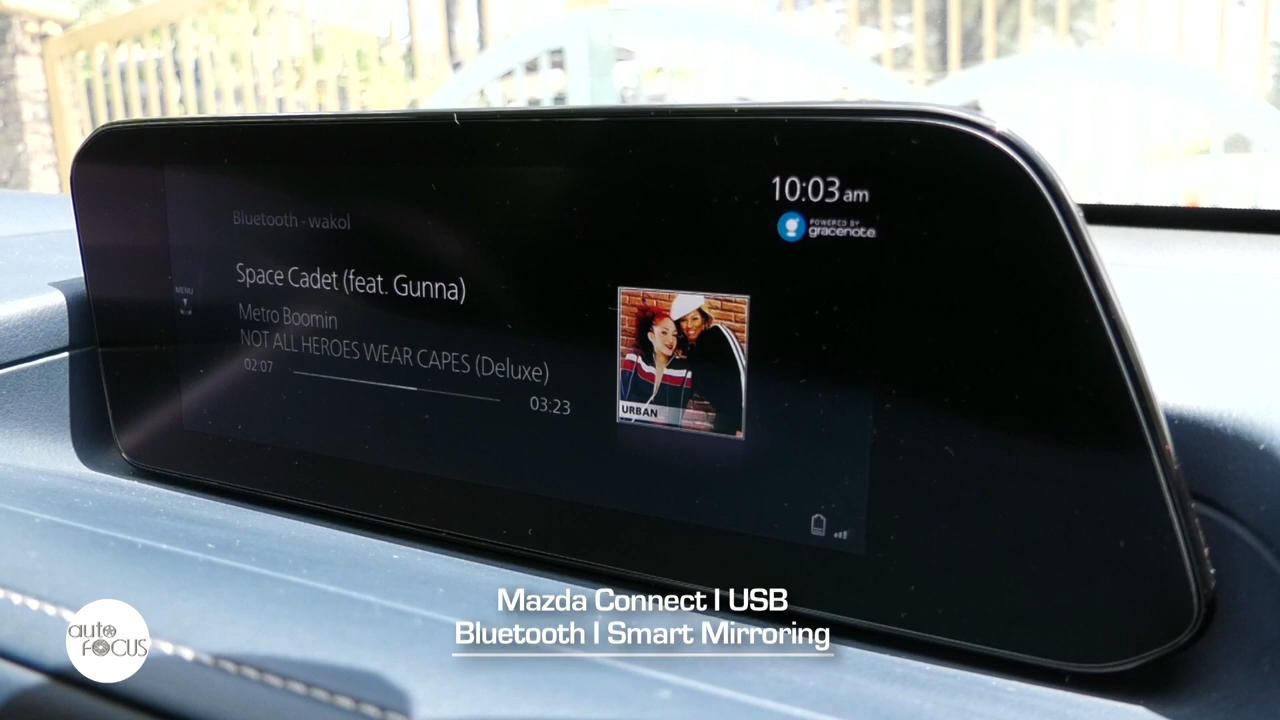 10:03 am
POWERED BY
gracenote
Bluetooth - wakol
MENU
Space Cadet (feat. Gunna)
Metro Boomin
NOT ALL HEROES WEAR CAPES (Deluxe)
02:07
03:23
URBAN
Mazda Connect | USB
Bluetooth | Smart Mirroring
auto
FOCUS